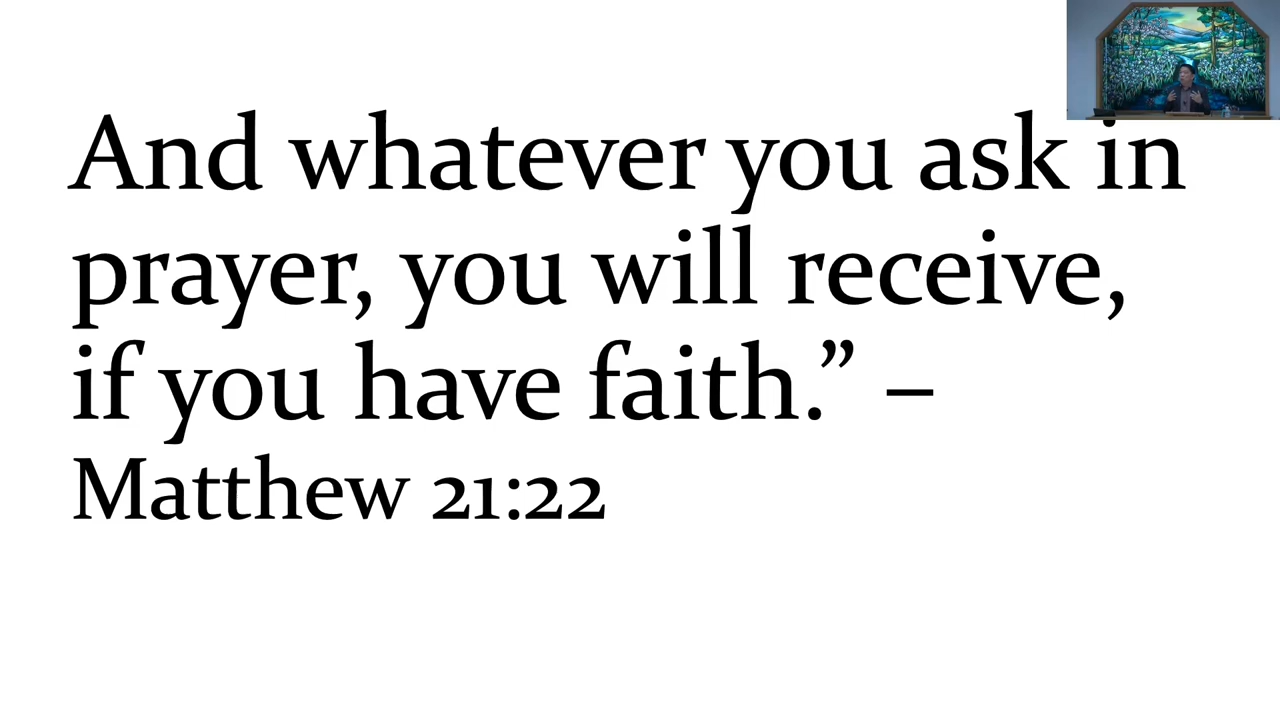 And whatever you ask in
prayer, you will receive,
if you have faith.” –
Matthew 21:22